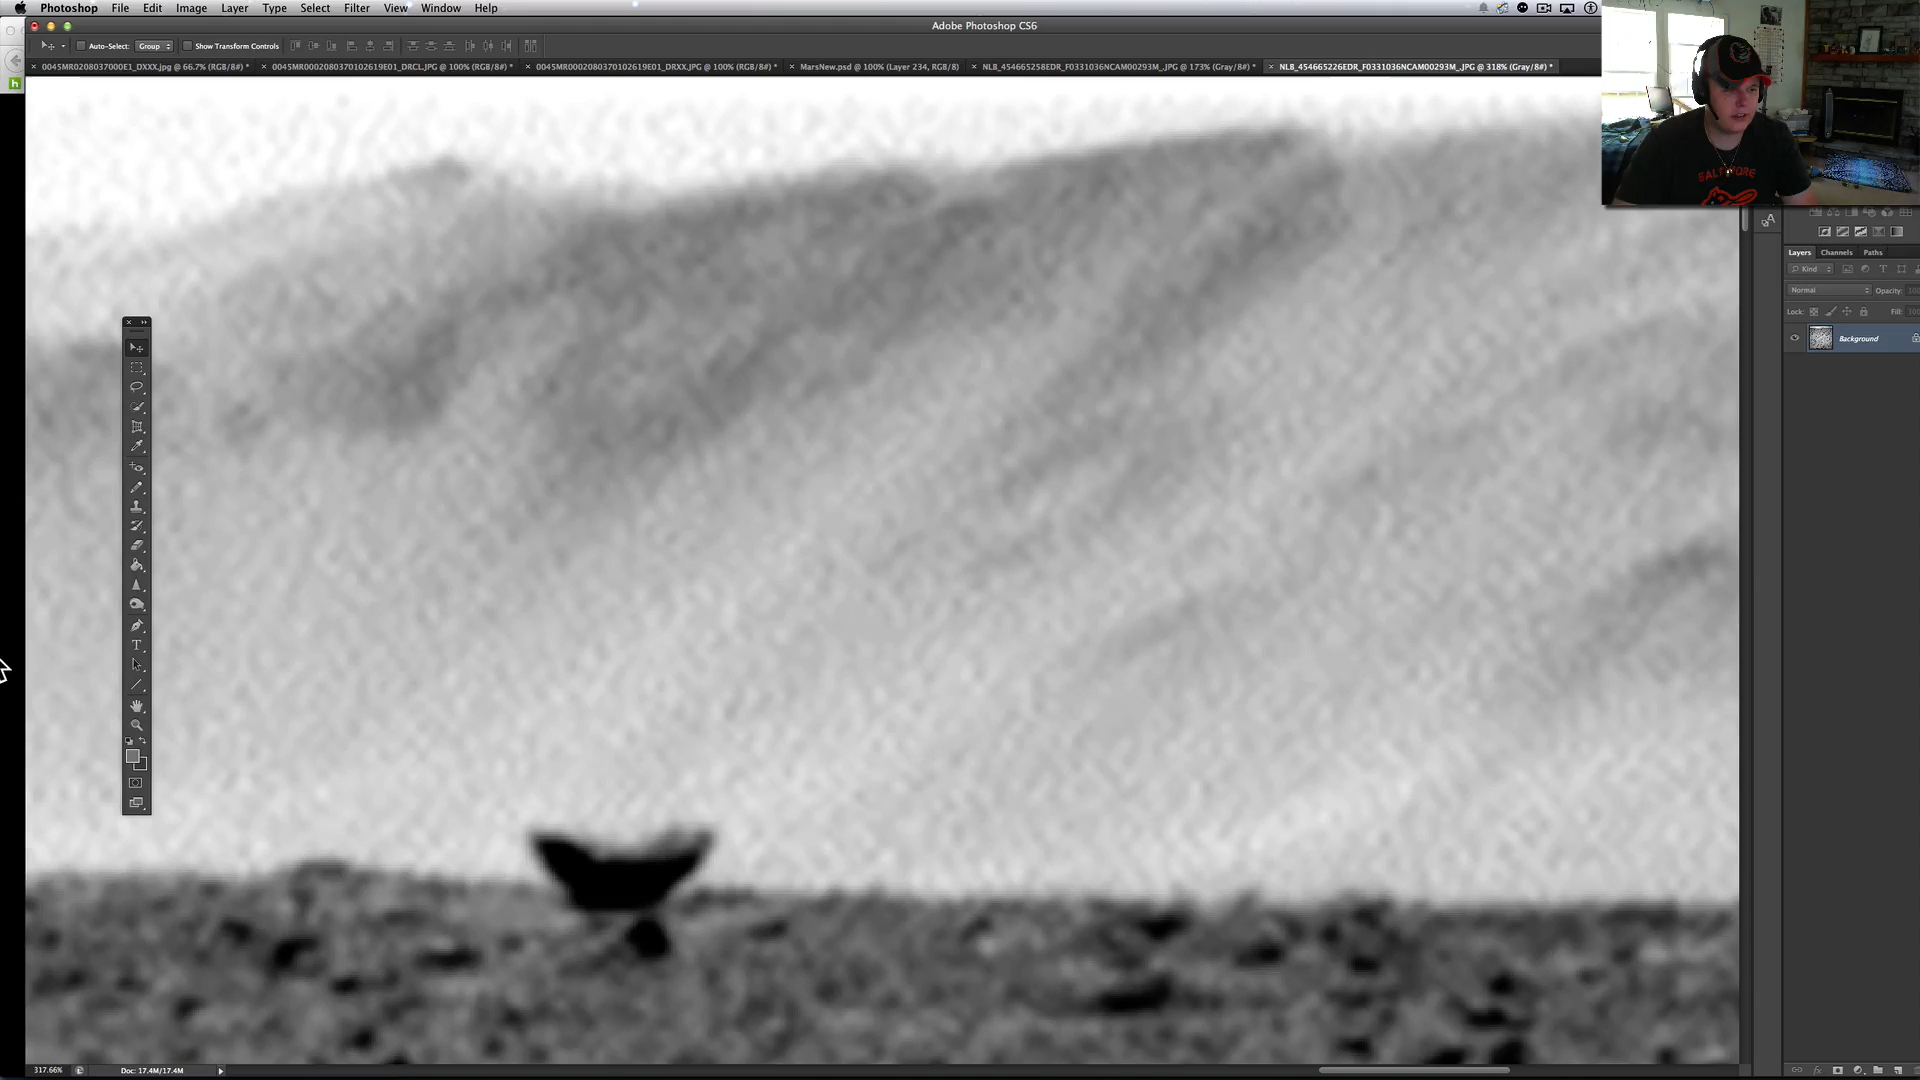 Photoshop File Edit Image Layer Type Select Filter View Window Help
Adobe Photoshop CS6
Auto-Select: Group Show Transform Controls
0045MR0208037000E1_DXXX.jpg @ 66.7% (RGB/8#) * 0045MR0002080370102619E01_DRCL.JPG @ 100% (RGB/8#) * 0045MR0002080370102619E01_DRXX.JPG @ 100% (RGB/8#) * MarsNew.psd @ 100% (Layer 234, RGB/8) NLB_454665258EDR_F0331036NCAM00293M_.JPG @ 173% (Gray/8#) * NLB_454665226EDR_F0331036NCAM00293M_.JPG @ 318% (Gray/8#) *
BALTIMORE
Layers Channels Paths
Kind
Normal Opacity: 100
Lock: Fill: 100
Background
317.66% Doc: 17.4M/17.4M